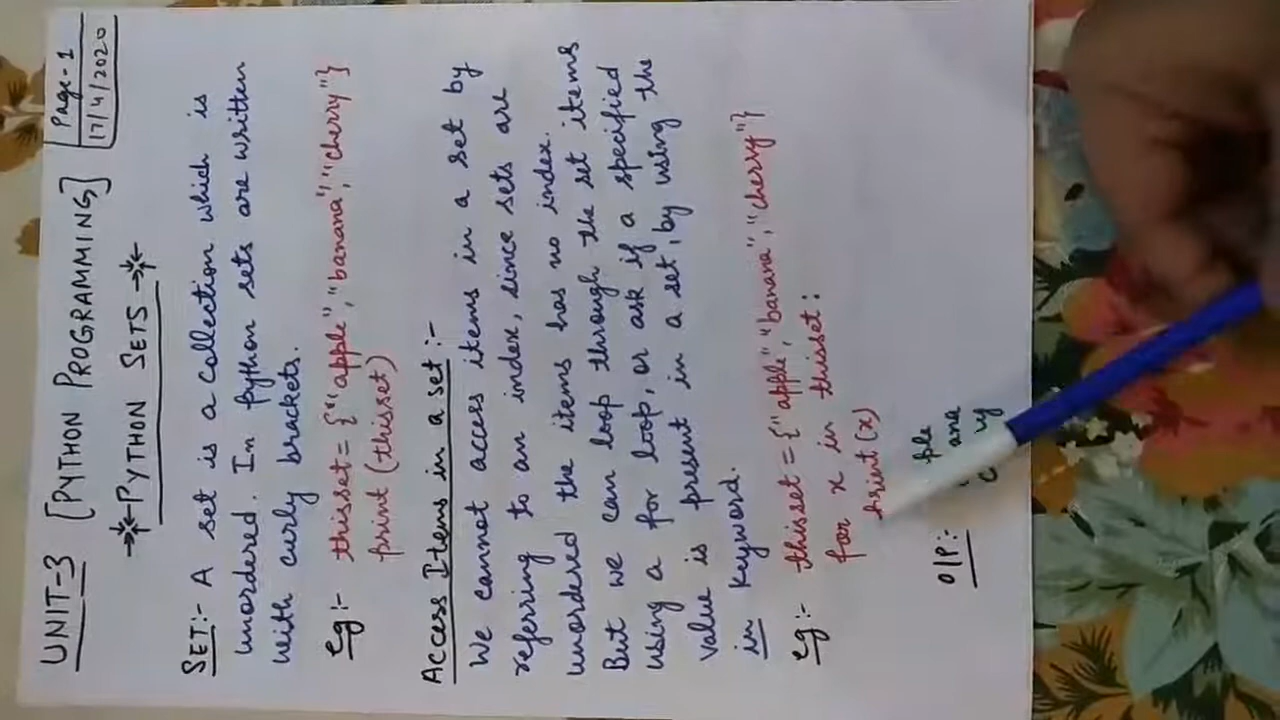 UNIT-3 [PYTHON PROGRAMMING]
Page-1
17/4/2020
PYTHON SETS
SET:- A set is a collection which is
unordered. In python sets are written
with curly brackets.
eg:- thisset = {"apple", "banana", "cherry"}
print (thisset)
Access Items in a set:-
We cannot access items in a set by
referring to an index, since sets are
unordered the items has no index.
But we can loop through the set items
using a for loop, or ask if a specified
value is present in a set, by using the
in keyword.
eg:- thisset = {"apple", "banana", "cherry"}
for x in thisset:
print (x)
O/P:-